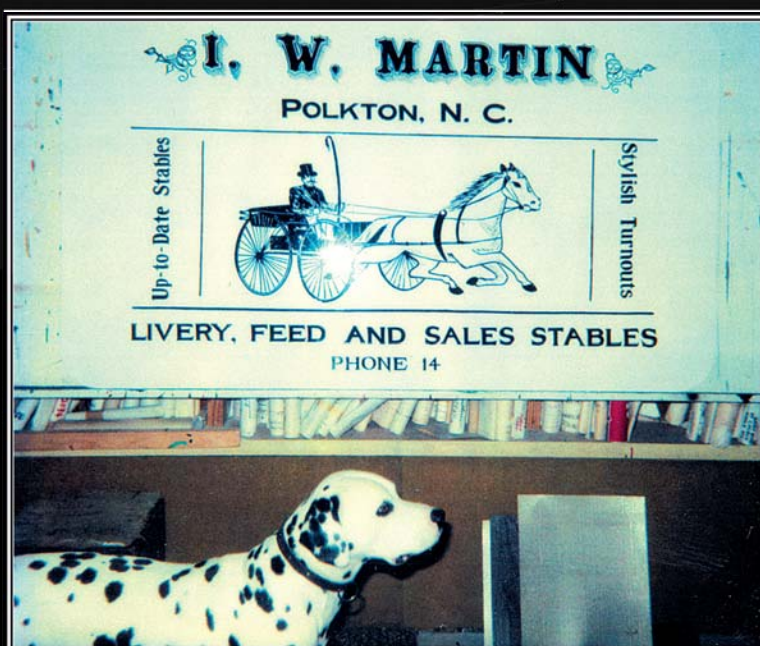 I. W. MARTIN
POLKTON, N. C.
Up-to-Date Stables
Stylish Turnouts
LIVERY, FEED AND SALES STABLES
PHONE 14